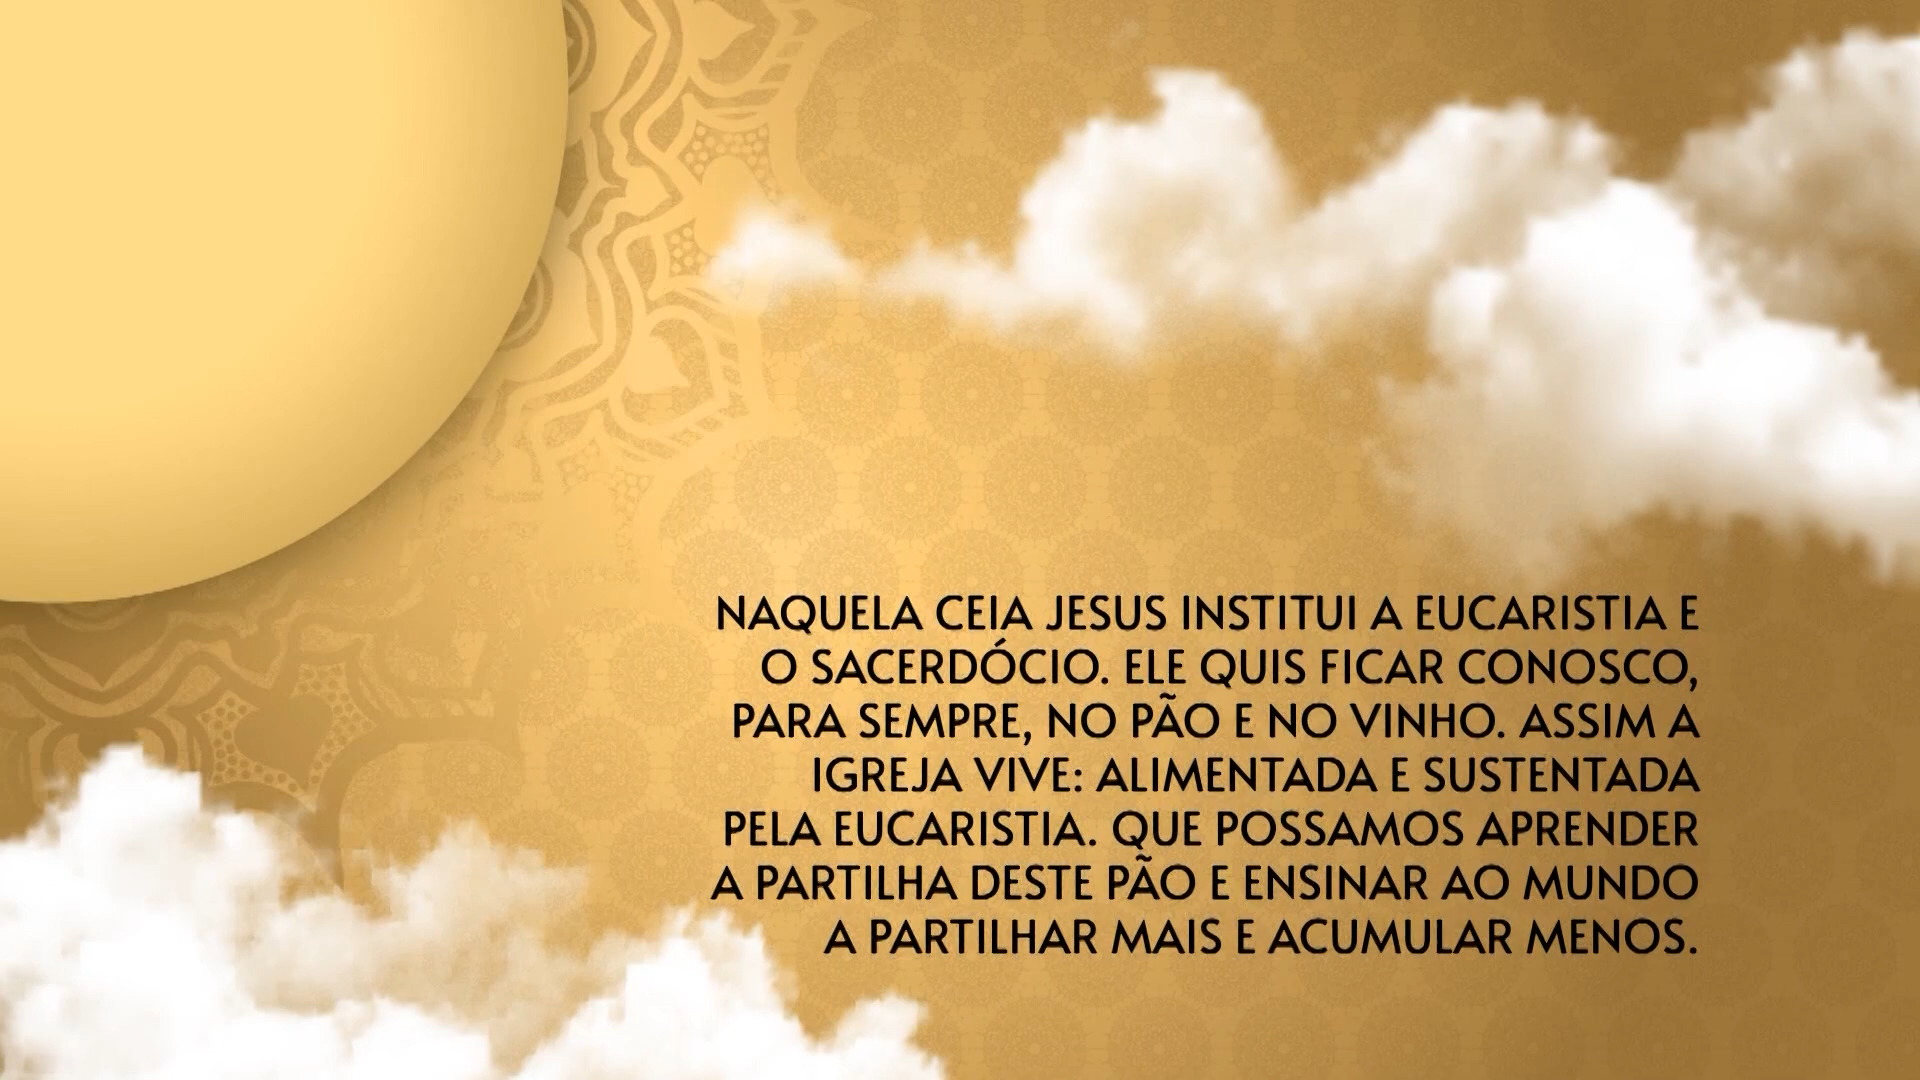 NAQUELA CEIA JESUS INSTITUI A EUCARISTIA E
O SACERDÓCIO. ELE QUIS FICAR CONOSCO,
PARA SEMPRE, NO PÃO E NO VINHO. ASSIM A
IGREJA VIVE: ALIMENTADA E SUSTENTADA
PELA EUCARISTIA. QUE POSSAMOS APRENDER
A PARTILHA DESTE PÃO E ENSINAR AO MUNDO
A PARTILHAR MAIS E ACUMULAR MENOS.